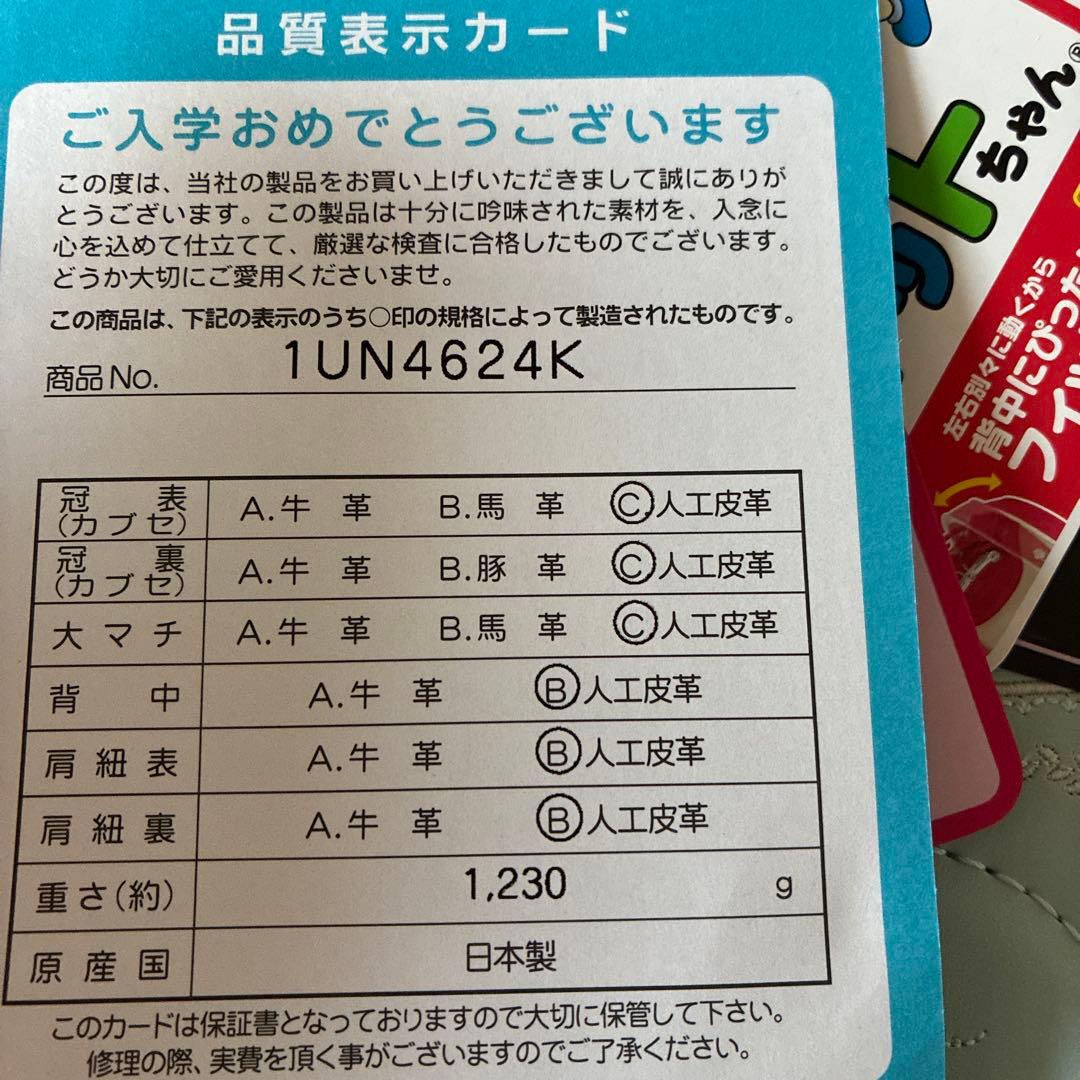 品質表示カード
ご入学おめでとうございます
この度は、当社の製品をお買い上げいただきまして誠にありが
とうございます。この製品は十分に吟味された素材を、入念に
心を込めて仕立てて、厳選な検査に合格したものでございます。
どうか大切にご愛用くださいませ。
この商品は、下記の表示のうち○印の規格によって製造されたものです。
商品No. 1UN4624K
冠 表 (カブセ) A.牛 革 B.馬 革 Ⓒ人工皮革
冠 裏 (カブセ) A.牛 革 B.豚 革 Ⓒ人工皮革
大マチ A.牛 革 B.馬 革 Ⓒ人工皮革
背 中 A.牛 革 Ⓑ人工皮革
肩紐表 A.牛 革 Ⓑ人工皮革
肩紐裏 A.牛 革 Ⓑ人工皮革
重さ(約) 1,230 g
原産国 日本製
このカードは保証書となっておりますので大切に保管して下さい。
修理の際、実費を頂く事がございますのでご了承ください。
トちゃん®
左右別々に動くから
背中にぴった
フィ